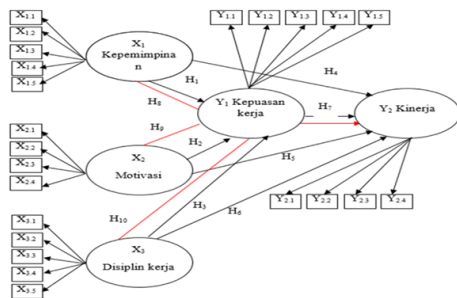 X1.1
X1.2
X1.3
X1.4
X1.5
X1
Kepemimpina
n
Y1.1
Y1.2
Y1.3
Y1.4
Y1.5
H1
H4
H8
Y1 Kepuasan
kerja
H7
Y2 Kinerja
H9
H2
X2.1
X2.2
X2.3
X2.4
X2
Motivasi
H5
Y2.1
Y2.2
Y2.3
Y2.4
H10
H3
H6
X3.1
X3.2
X3.3
X3.4
X3.5
X3
Disiplin kerja